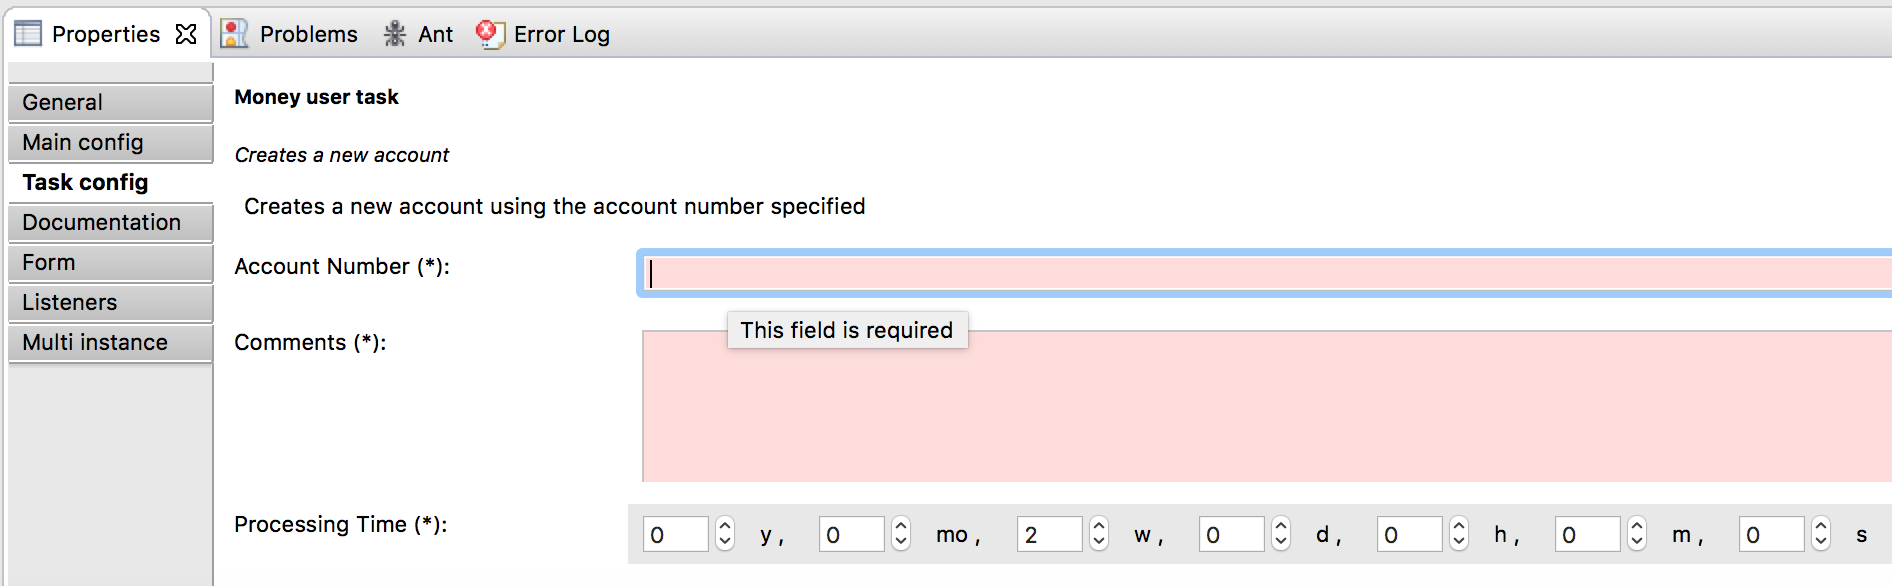 Properties Problems Ant Error Log
General
Main config
Task config
Documentation
Form
Listeners
Multi instance
Money user task
Creates a new account
Creates a new account using the account number specified
Account Number (*):
This field is required
Comments (*):
Processing Time (*): 0 y , 0 mo , 2 w , 0 d , 0 h , 0 m , 0 s